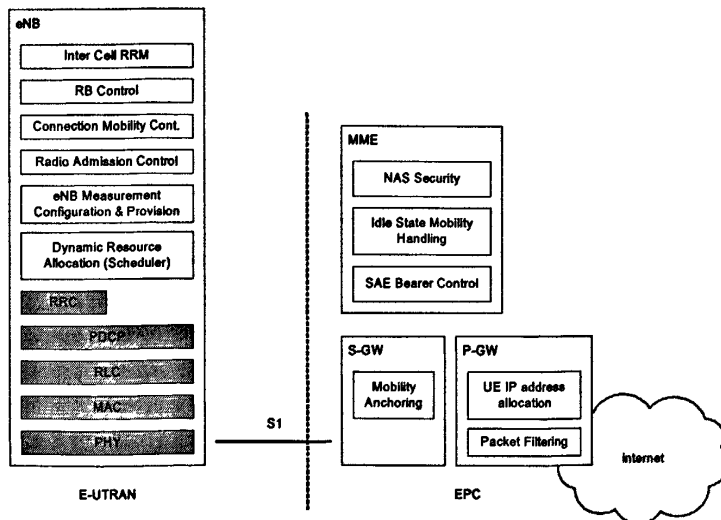 eNB
Inter Cell RRM
RB Control
Connection Mobility Cont.
Radio Admission Control
eNB Measurement
Configuration & Provision
Dynamic Resource
Allocation (Scheduler)
RRC
PDCP
RLC
MAC
PHY
E-UTRAN
S1
MME
NAS Security
Idle State Mobility
Handling
SAE Bearer Control
S-GW
Mobility
Anchoring
P-GW
UE IP address
allocation
Packet Filtering
internet
EPC